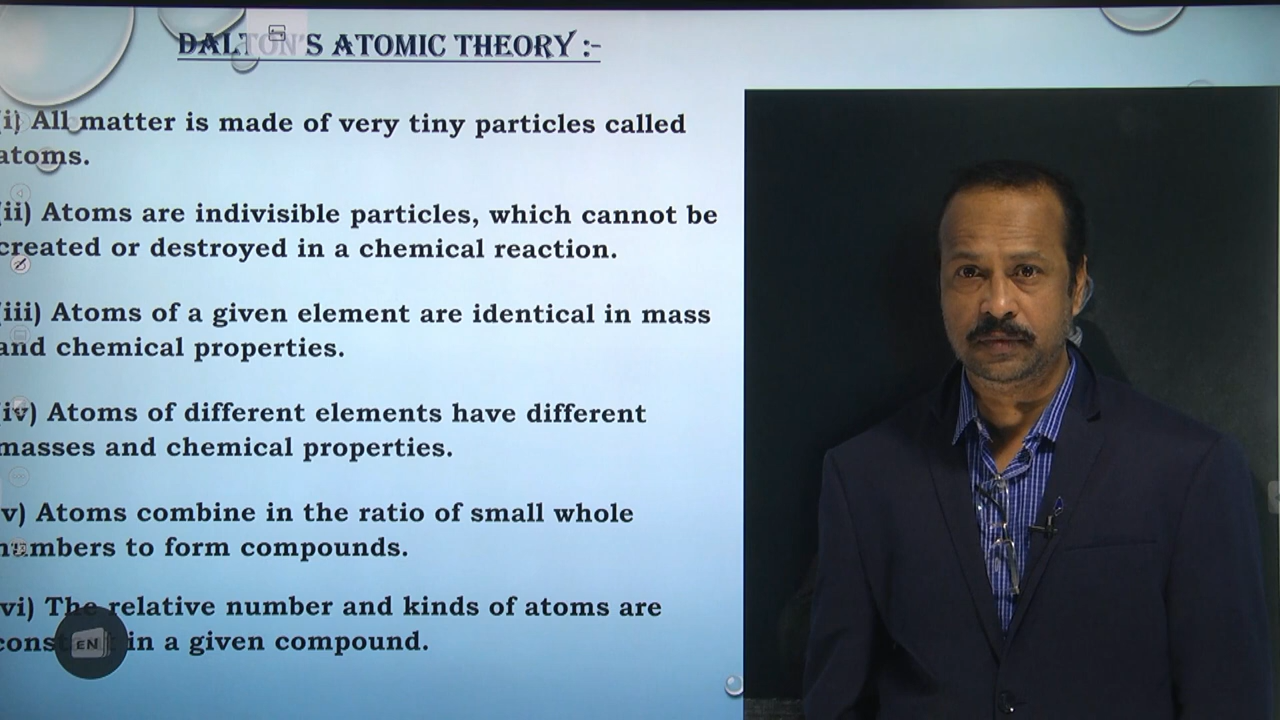 DALTON'S ATOMIC THEORY :-
(i) All matter is made of very tiny particles called
atoms.
(ii) Atoms are indivisible particles, which cannot be
created or destroyed in a chemical reaction.
(iii) Atoms of a given element are identical in mass
and chemical properties.
(iv) Atoms of different elements have different
masses and chemical properties.
v) Atoms combine in the ratio of small whole
numbers to form compounds.
vi) The relative number and kinds of atoms are
constant in a given compound.
EN